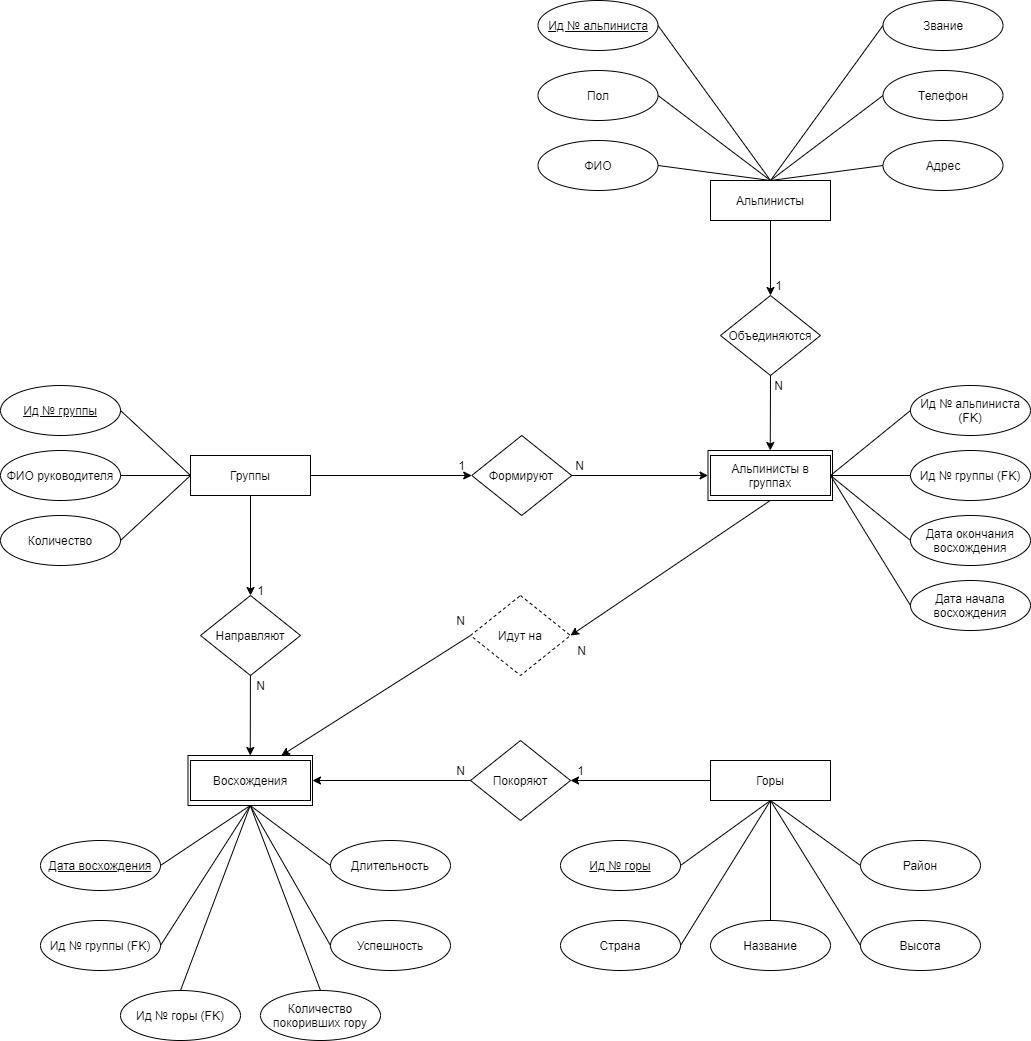 Ид № альпиниста
Звание
Пол
Телефон
ФИО
Адрес
Альпинисты
1
Объединяются
N
Ид № группы
ФИО руководителя
Количество
Группы
1
Формируют
N
Альпинисты в
группах
Ид № альпиниста
(FK)
Ид № группы (FK)
Дата окончания
восхождения
Дата начала
восхождения
1
Направляют
N
N
Идут на
N
Восхождения
N
Покоряют
1
Горы
Дата восхождения
Длительность
Ид № группы (FK)
Успешность
Ид № горы (FK)
Количество
покоривших гору
Ид № горы
Район
Страна
Название
Высота